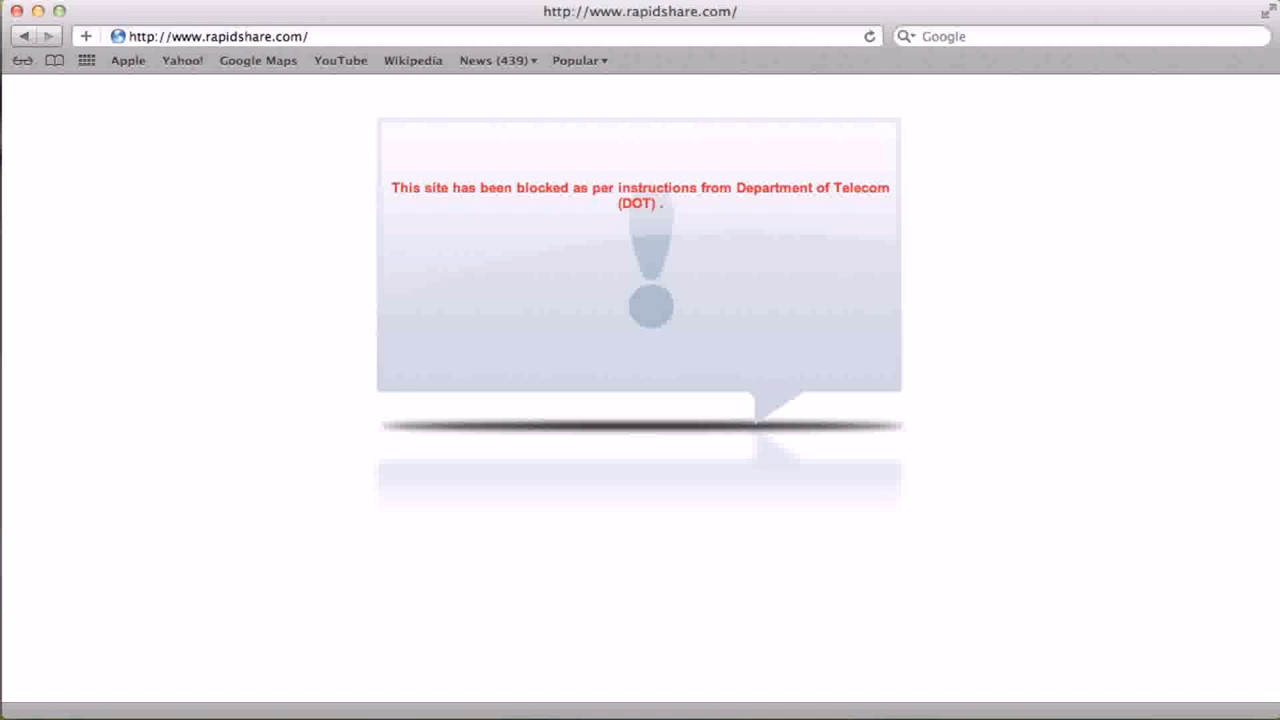 http://www.rapidshare.com/
http://www.rapidshare.com/
Google
Apple Yahoo! Google Maps YouTube Wikipedia News (439) Popular
This site has been blocked as per instructions from Department of Telecom
(DOT) .